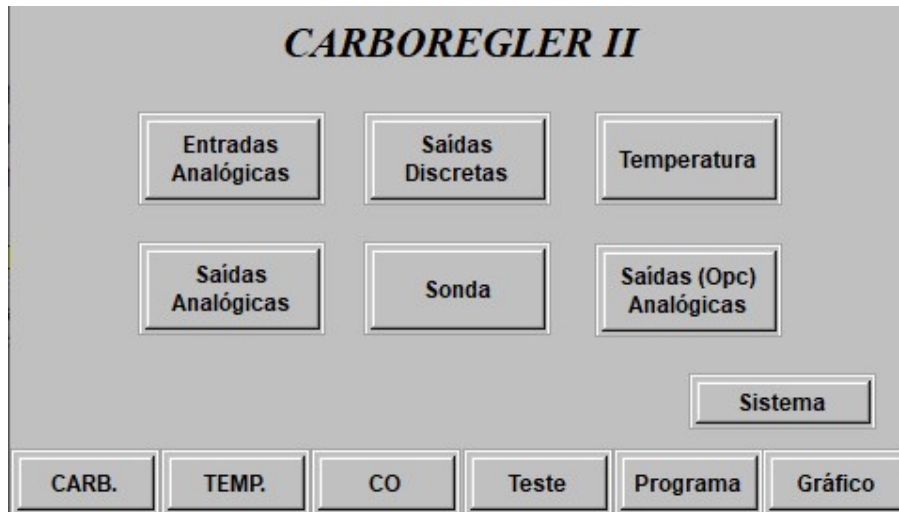 CARBOREGLER II
Entradas
Analógicas
Saídas
Discretas
Temperatura
Saídas
Analógicas
Sonda
Saídas (Opc)
Analógicas
Sistema
CARB.
TEMP.
CO
Teste
Programa
Gráfico